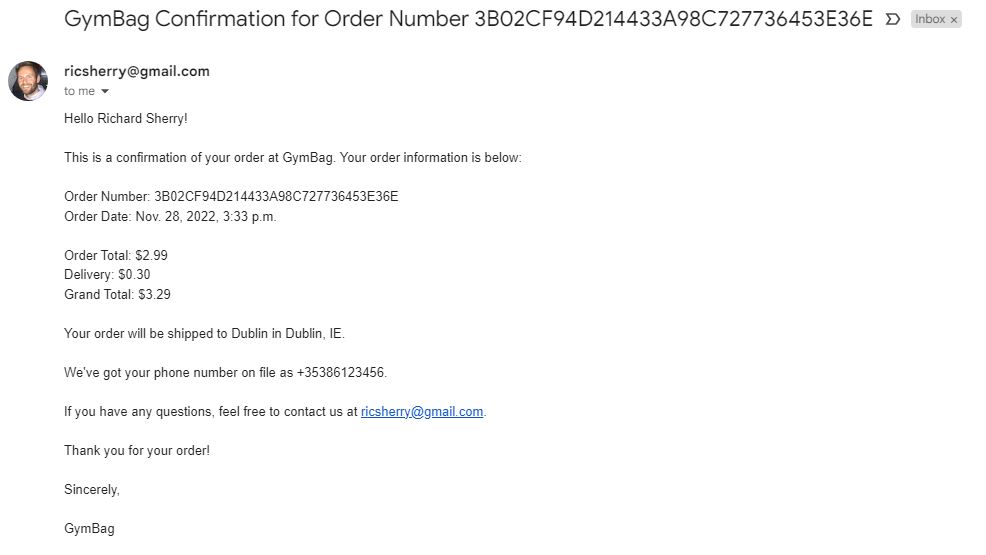 GymBag Confirmation for Order Number 3B02CF94D214433A98C727736453E36E Inbox ×
ricsherry@gmail.com
to me
Hello Richard Sherry!
This is a confirmation of your order at GymBag. Your order information is below:
Order Number: 3B02CF94D214433A98C727736453E36E
Order Date: Nov. 28, 2022, 3:33 p.m.
Order Total: $2.99
Delivery: $0.30
Grand Total: $3.29
Your order will be shipped to Dublin in Dublin, IE.
We've got your phone number on file as +35386123456.
If you have any questions, feel free to contact us at ricsherry@gmail.com.
Thank you for your order!
Sincerely,
GymBag